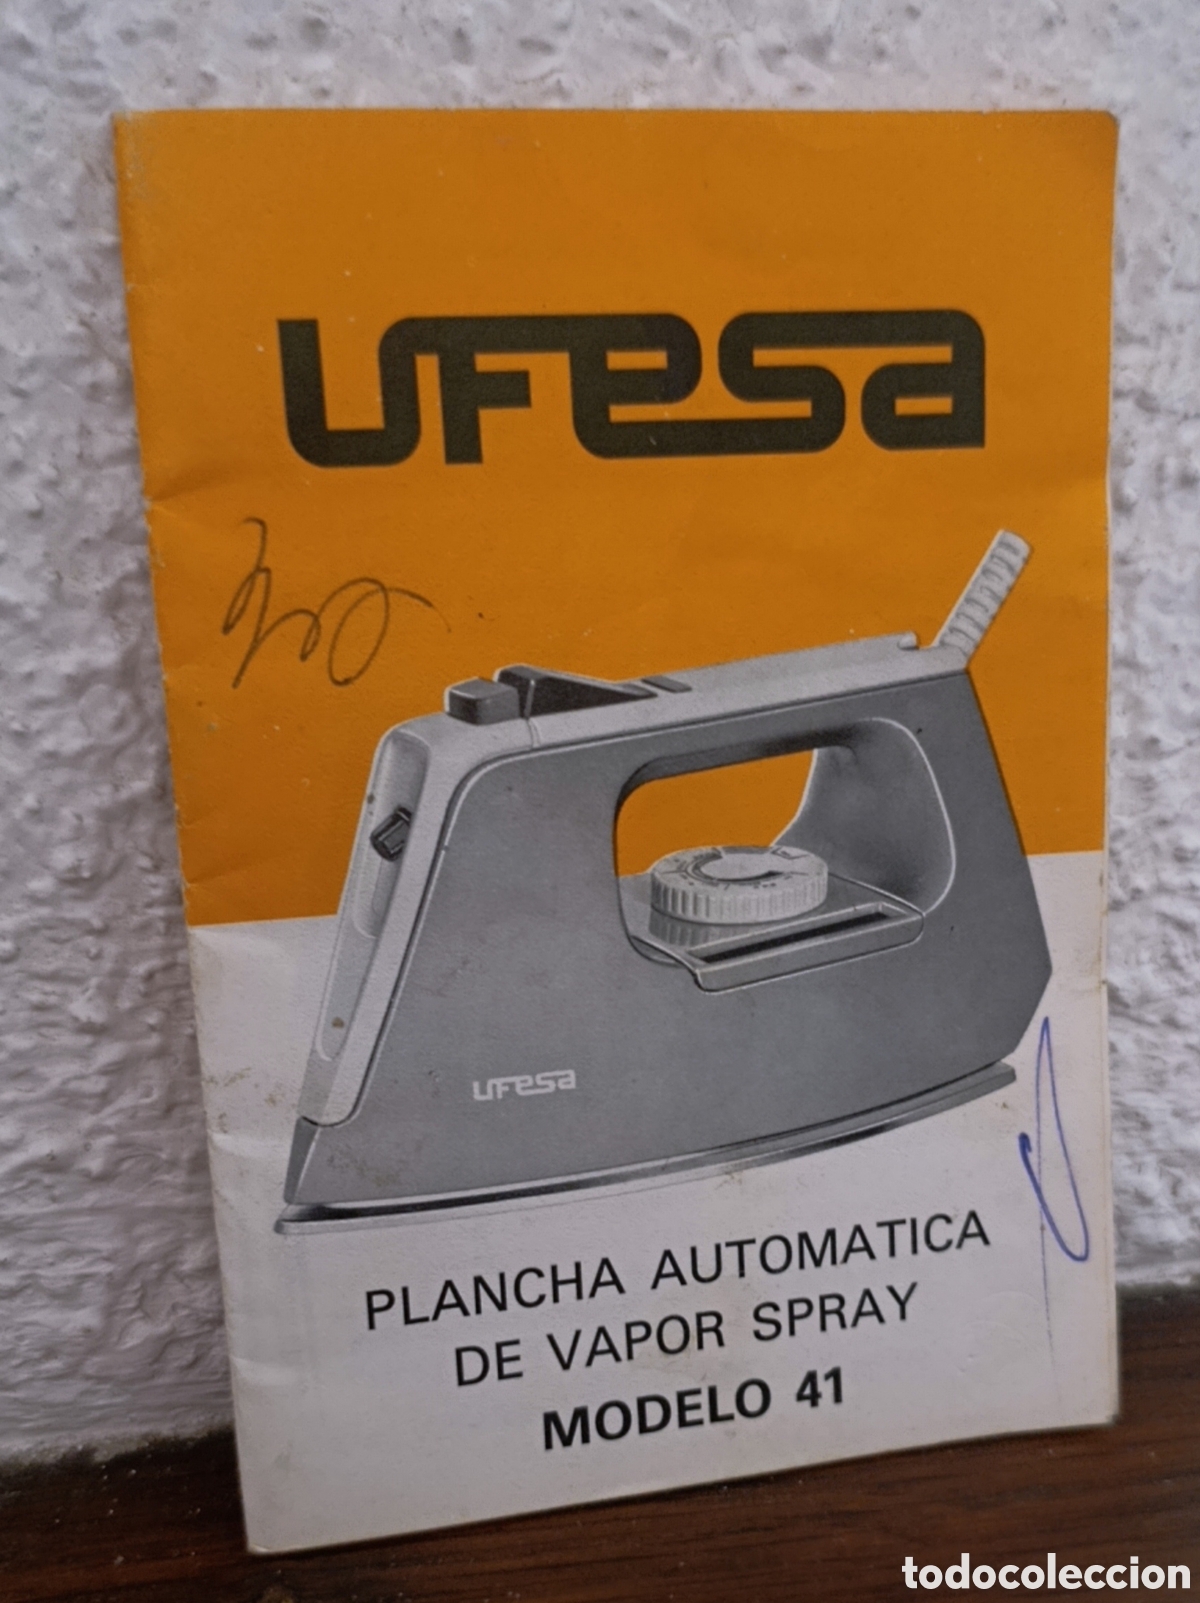 ufesa
ufesa
PLANCHA AUTOMATICA
DE VAPOR SPRAY
MODELO 41
todocoleccion